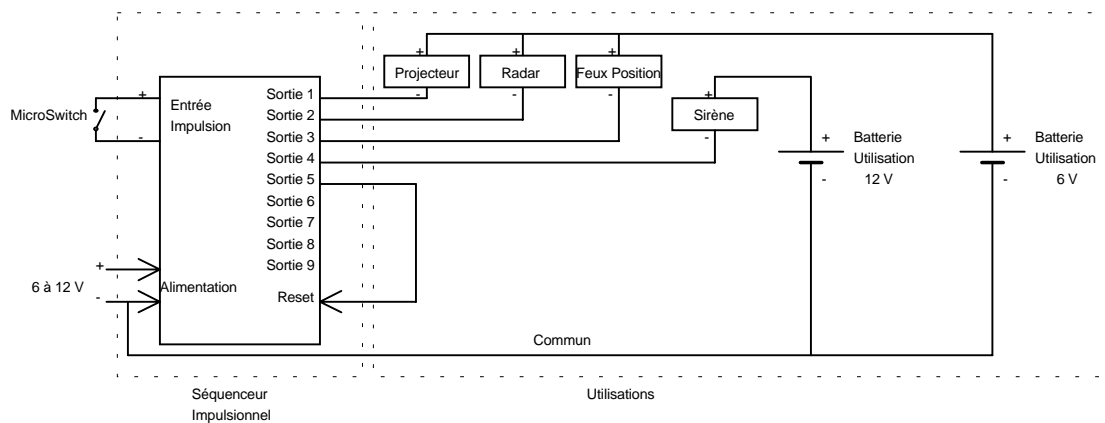 + + + +
Projecteur Radar Feux Position
- - -
MicroSwitch
+
-
Entrée
Impulsion
Sortie 1
Sortie 2
Sortie 3
Sortie 4
Sortie 5
Sortie 6
Sortie 7
Sortie 8
Sortie 9
Reset
Sirène
-
+ Batterie
Utilisation
- 12 V
+ Batterie
Utilisation
- 6 V
+
6 à 12 V
-
Alimentation
Commun
Séquenceur
Impulsionnel
Utilisations